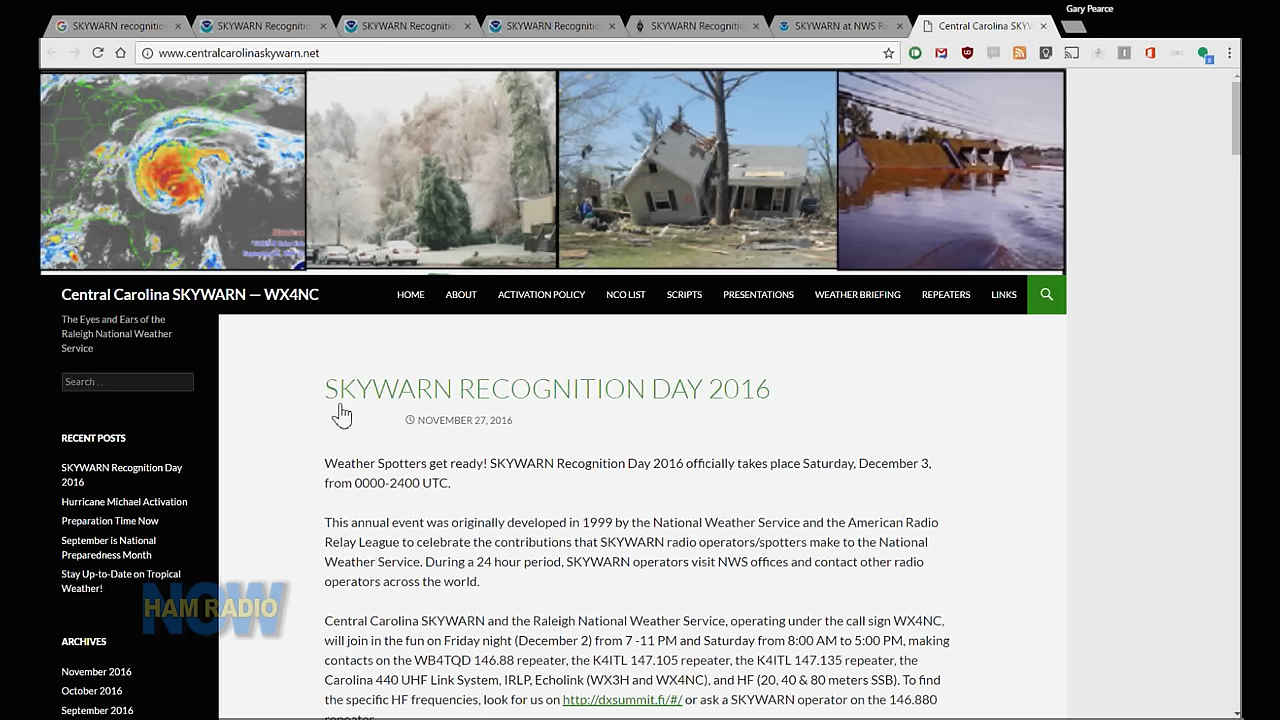 Gary Pearce
SKYWARN recognitio
SKYWARN Recogniti
SKYWARN Recogniti
SKYWARN Recogniti
SKYWARN Recogniti
SKYWARN at NWS R
Central Carolina SKYW
www.centralcarolinaskywarn.net
Central Carolina SKYWARN — WX4NC
HOME ABOUT ACTIVATION POLICY NCO LIST SCRIPTS PRESENTATIONS WEATHER BRIEFING REPEATERS LINKS
The Eyes and Ears of the
Raleigh National Weather
Service
Search …
RECENT POSTS
SKYWARN Recognition Day
2016
Hurricane Michael Activation
Preparation Time Now
September is National
Preparedness Month
Stay Up-to-Date on Tropical
Weather!
ARCHIVES
November 2016
October 2016
September 2016
SKYWARN RECOGNITION DAY 2016
NOVEMBER 27, 2016
Weather Spotters get ready! SKYWARN Recognition Day 2016 officially takes place Saturday, December 3,
from 0000-2400 UTC.
This annual event was originally developed in 1999 by the National Weather Service and the American Radio
Relay League to celebrate the contributions that SKYWARN radio operators/spotters make to the National
Weather Service. During a 24 hour period, SKYWARN operators visit NWS offices and contact other radio
operators across the world.
Central Carolina SKYWARN and the Raleigh National Weather Service, operating under the call sign WX4NC,
will join in the fun on Friday night (December 2) from 7 -11 PM and Saturday from 8:00 AM to 5:00 PM, making
contacts on the WB4TQD 146.88 repeater, the K4ITL 147.105 repeater, the K4ITL 147.135 repeater, the
Carolina 440 UHF Link System, IRLP, Echolink (WX3H and WX4NC), and HF (20, 40 & 80 meters SSB). To find
the specific HF frequencies, look for us on http://dxsummit.fi/#/ or ask a SKYWARN operator on the 146.880
repeater.
HAM RADIO
NOW